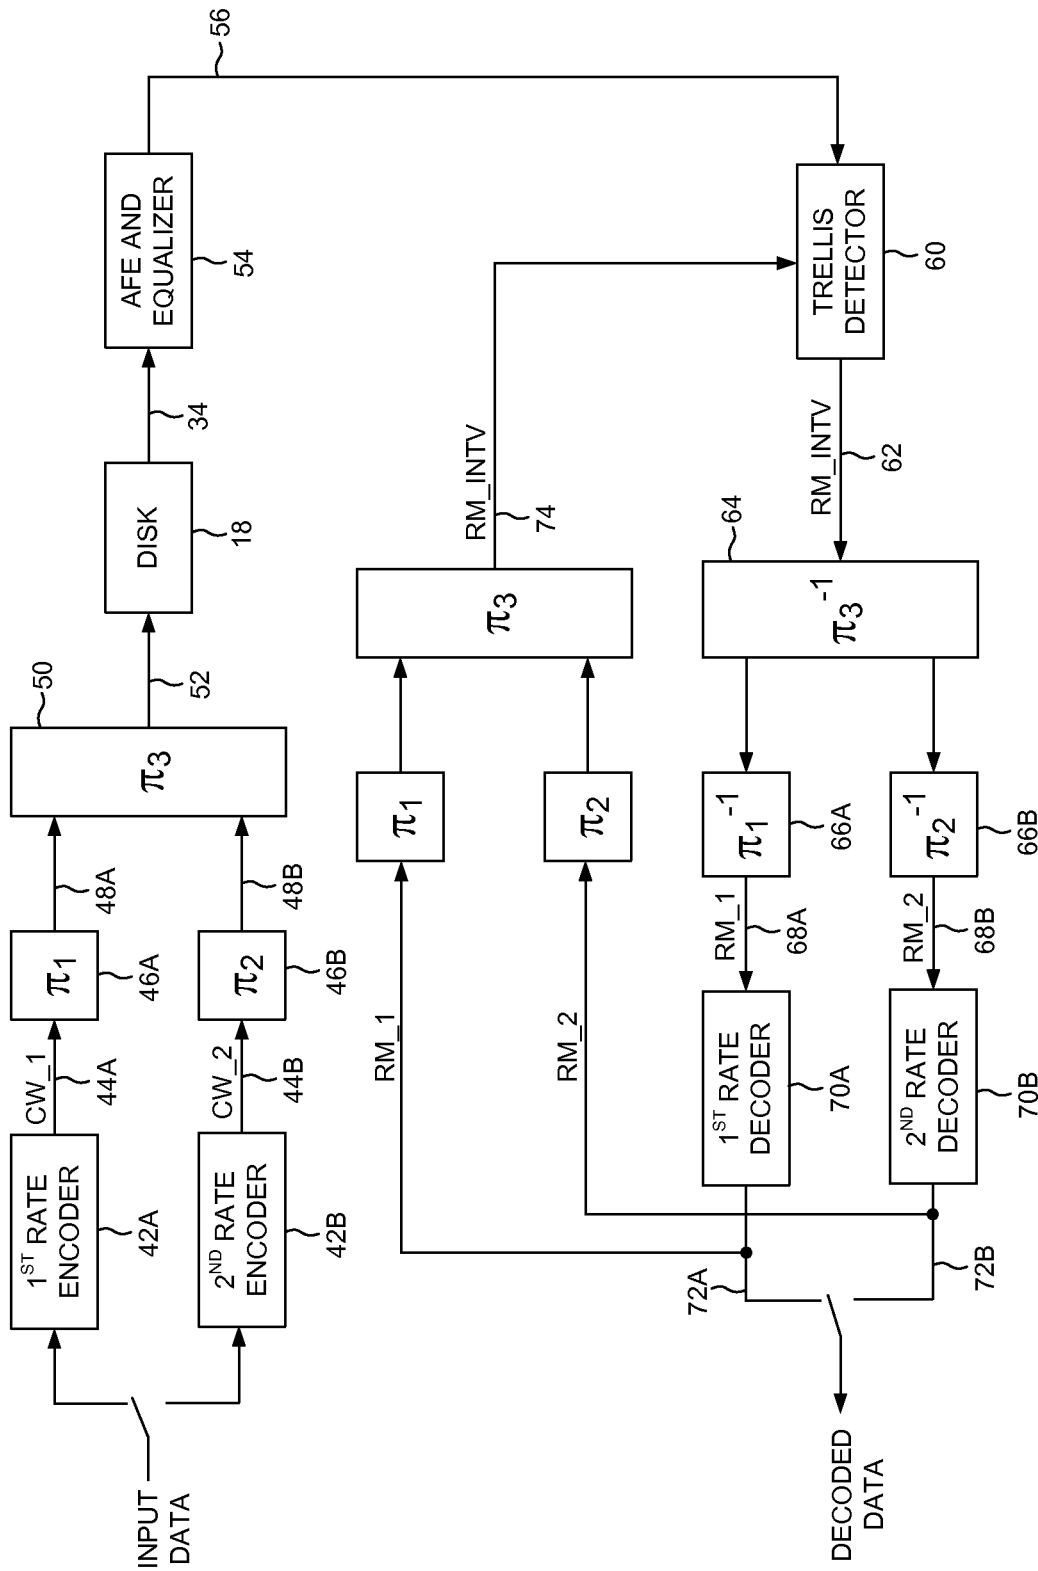 INPUT
DATA
1ST RATE
ENCODER
42A
CW_1
44A
π1
46A
48A
2ND RATE
ENCODER
42B
CW_2
44B
π2
46B
48B
π3
50
52
DISK
18
34
AFE AND
EQUALIZER
54
56
RM_1
π1
RM_2
π2
π3
RM_INTV
74
TRELLIS
DETECTOR
60
RM_INTV
62
π3-1
64
π1-1
66A
RM_1
68A
1ST RATE
DECODER
70A
72A
π2-1
66B
RM_2
68B
2ND RATE
DECODER
70B
72B
DECODED
DATA